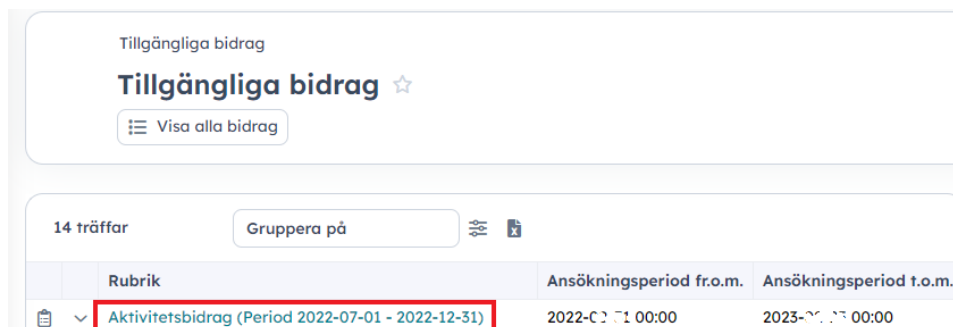 Tillgängliga bidrag
Tillgängliga bidrag
Visa alla bidrag
14 träffar Gruppera på
Rubrik Ansökningsperiod fr.o.m. Ansökningsperiod t.o.m.
Aktivitetsbidrag (Period 2022-07-01 - 2022-12-31) 00:00 00:00